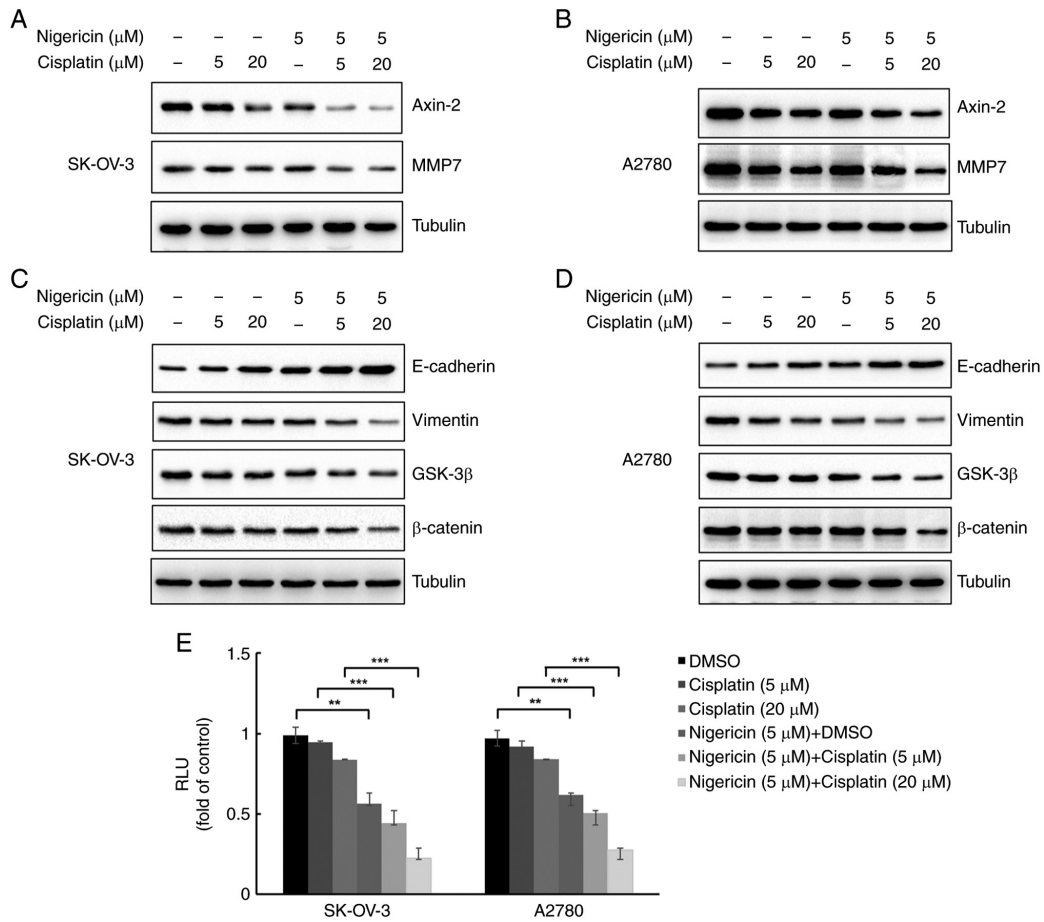 A
Nigericin (μM) – – – 5 5 5
Cisplatin (μM) – 5 20 – 5 20
Axin-2
SK-OV-3
MMP7
Tubulin
B
Nigericin (μM) – – – 5 5 5
Cisplatin (μM) – 5 20 – 5 20
Axin-2
A2780
MMP7
Tubulin
C
Nigericin (μM) – – – 5 5 5
Cisplatin (μM) – 5 20 – 5 20
E-cadherin
Vimentin
SK-OV-3
GSK-3β
β-catenin
Tubulin
D
Nigericin (μM) – – – 5 5 5
Cisplatin (μM) – 5 20 – 5 20
E-cadherin
Vimentin
A2780
GSK-3β
β-catenin
Tubulin
E
RLU
(fold of control)
1.5
1
0.5
0
***
***
**
***
***
**
SK-OV-3
A2780
DMSO
Cisplatin (5 μM)
Cisplatin (20 μM)
Nigericin (5 μM)+DMSO
Nigericin (5 μM)+Cisplatin (5 μM)
Nigericin (5 μM)+Cisplatin (20 μM)